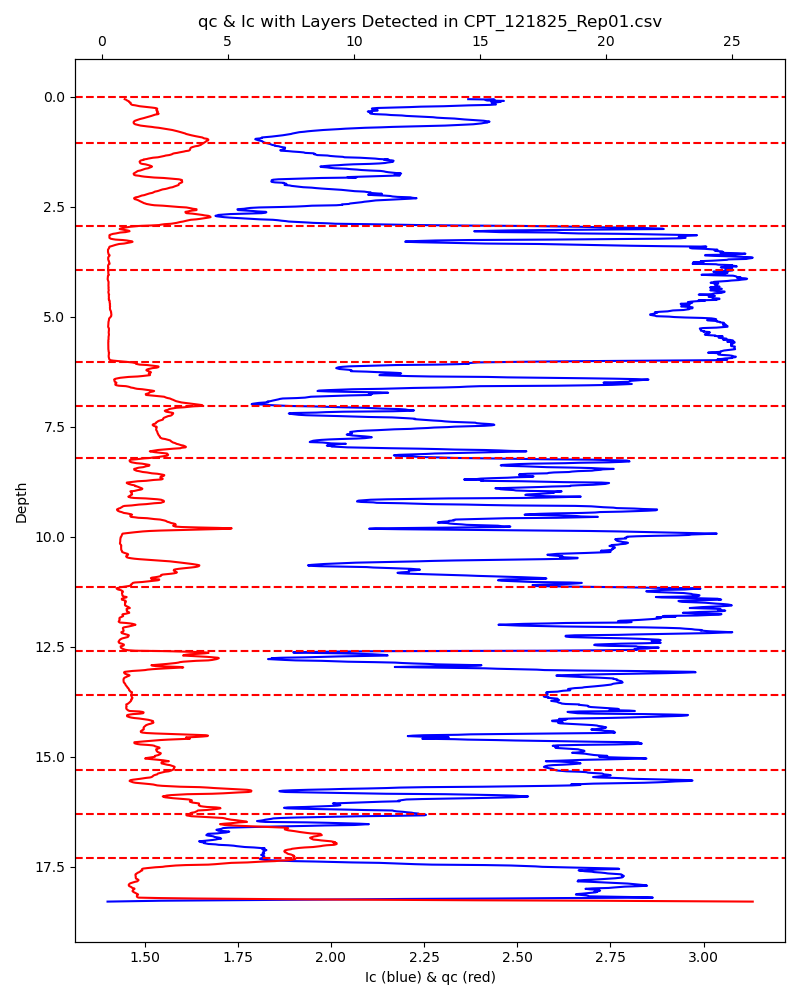 qc & Ic with Layers Detected in CPT_121825_Rep01.csv
0 5 10 15 20 25
0.0
2.5
5.0
7.5
10.0
12.5
15.0
17.5
Depth
1.50 1.75 2.00 2.25 2.50 2.75 3.00
Ic (blue) & qc (red)